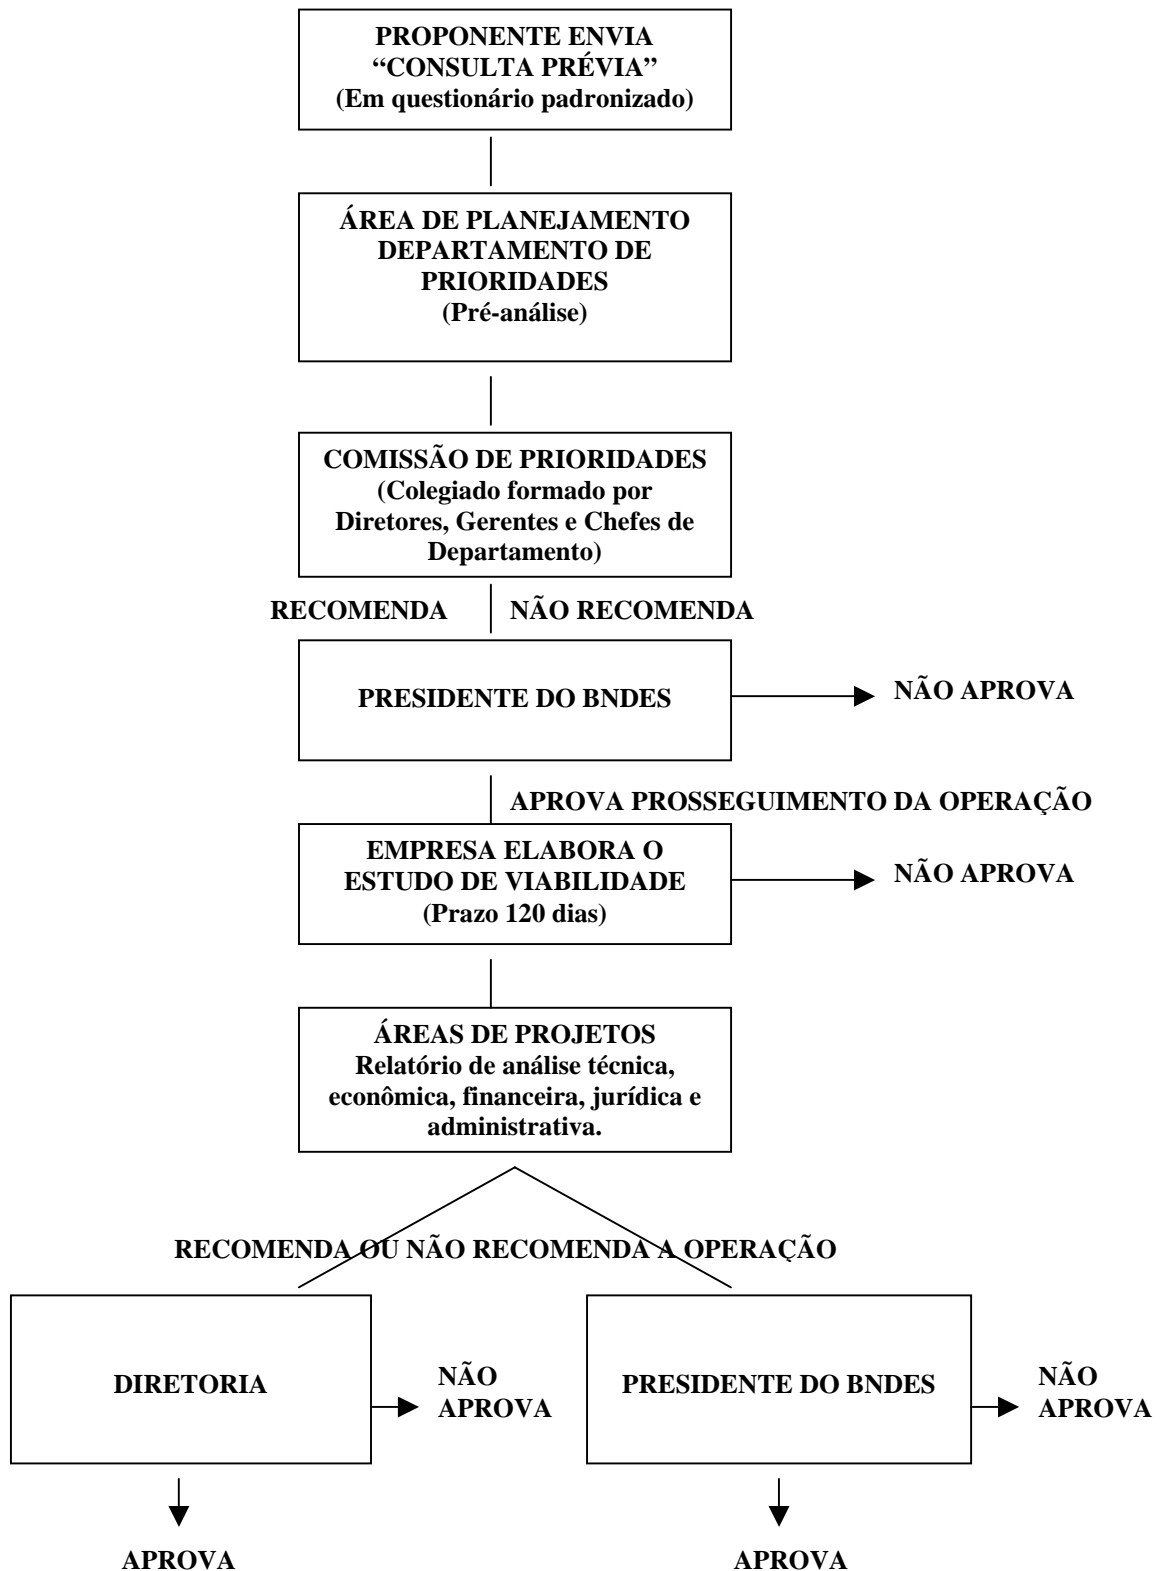 PROPONENTE ENVIA
“CONSULTA PRÉVIA”
(Em questionário padronizado)
ÁREA DE PLANEJAMENTO
DEPARTAMENTO DE
PRIORIDADES
(Pré-análise)
COMISSÃO DE PRIORIDADES
(Colegiado formado por
Diretores, Gerentes e Chefes de
Departamento)
RECOMENDA
NÃO RECOMENDA
PRESIDENTE DO BNDES
NÃO APROVA
APROVA PROSSEGUIMENTO DA OPERAÇÃO
EMPRESA ELABORA O
ESTUDO DE VIABILIDADE
(Prazo 120 dias)
NÃO APROVA
ÁREAS DE PROJETOS
Relatório de análise técnica,
econômica, financeira, jurídica e
administrativa.
RECOMENDA OU NÃO RECOMENDA A OPERAÇÃO
DIRETORIA
NÃO
APROVA
PRESIDENTE DO BNDES
NÃO
APROVA
APROVA
APROVA